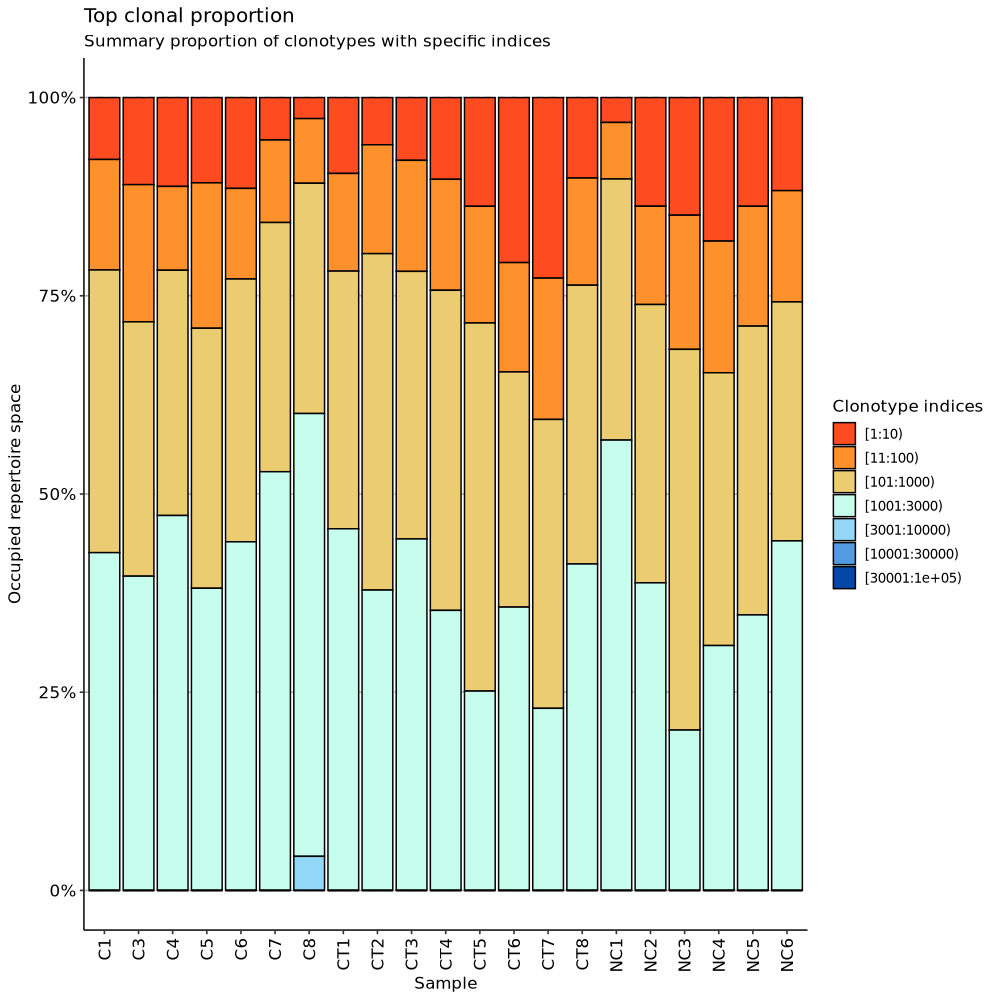 Top clonal proportion
Summary proportion of clonotypes with specific indices
Occupied repertoire space
100%
75%
50%
25%
0%
C1
C3
C4
C5
C6
C7
C8
CT1
CT2
CT3
CT4
CT5
CT6
CT7
CT8
NC1
NC2
NC3
NC4
NC5
NC6
Sample
Clonotype indices
[1:10)
[11:100)
[101:1000)
[1001:3000)
[3001:10000)
[10001:30000)
[30001:1e+05)